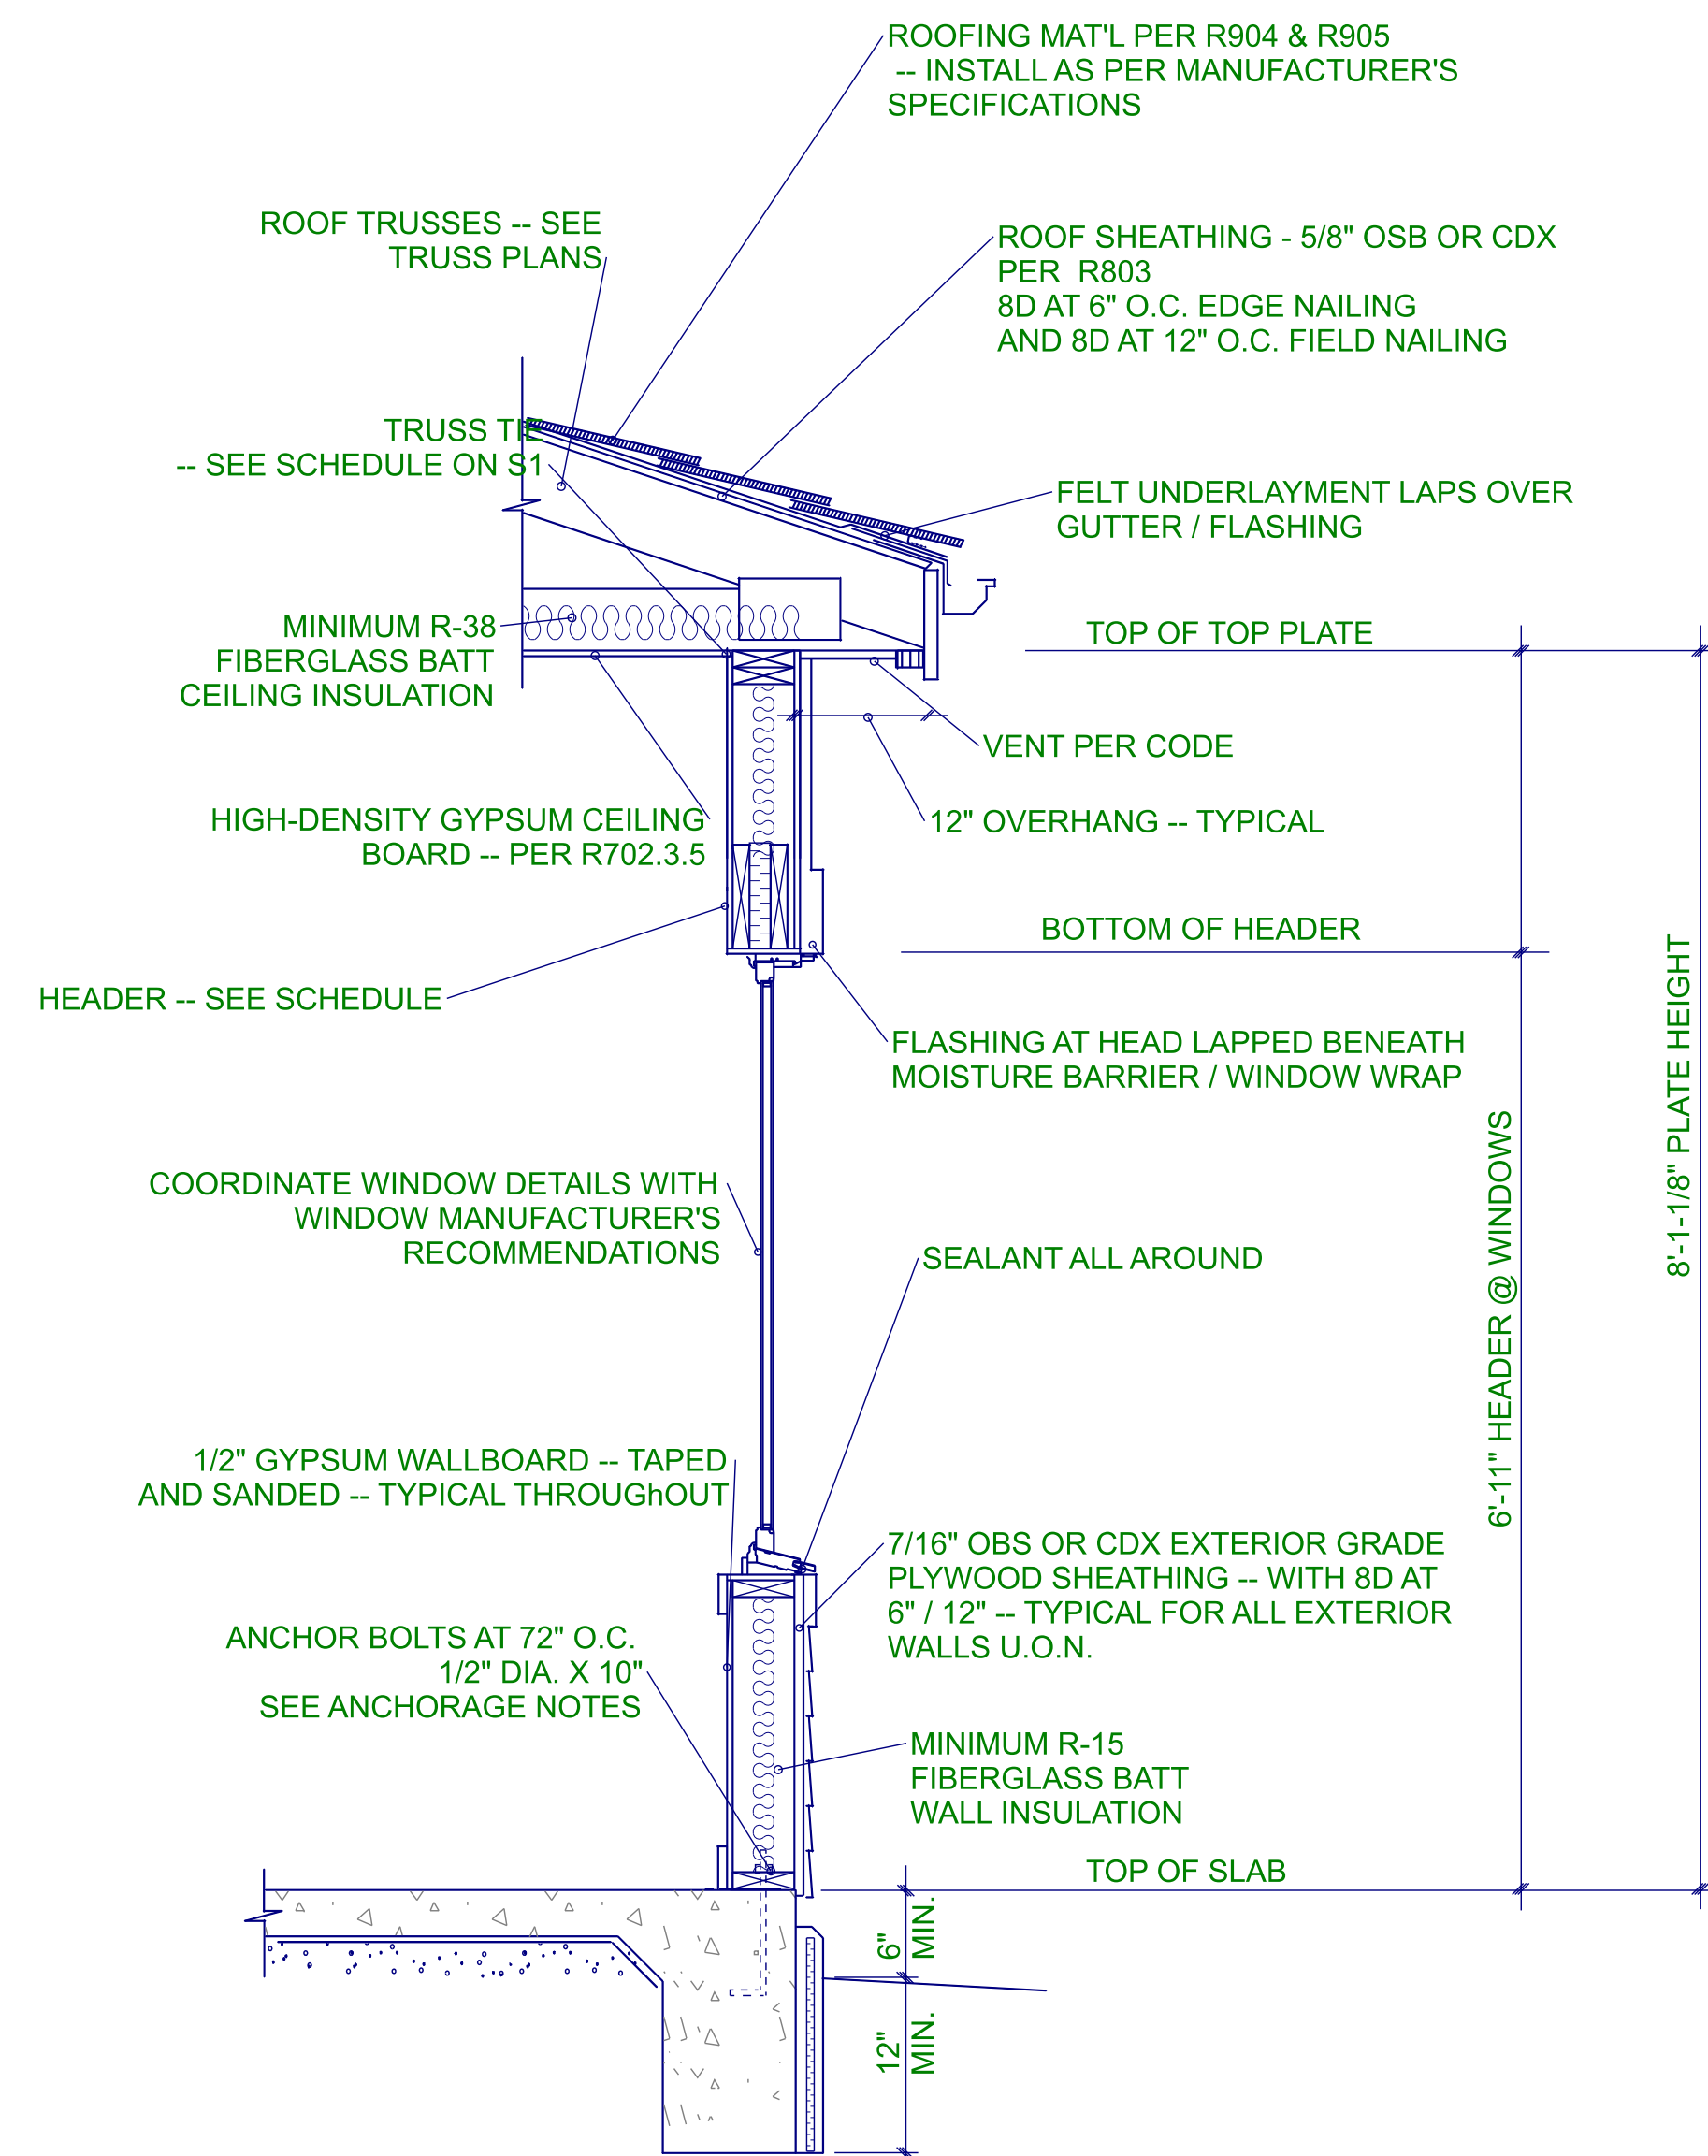 ROOFING MAT'L PER R904 & R905
-- INSTALL AS PER MANUFACTURER'S
SPECIFICATIONS
ROOF TRUSSES -- SEE
TRUSS PLANS
ROOF SHEATHING - 5/8" OSB OR CDX
PER R803
8D AT 6" O.C. EDGE NAILING
AND 8D AT 12" O.C. FIELD NAILING
TRUSS TIE
-- SEE SCHEDULE ON S1
FELT UNDERLAYMENT LAPS OVER
GUTTER / FLASHING
MINIMUM R-38
FIBERGLASS BATT
CEILING INSULATION
TOP OF TOP PLATE
VENT PER CODE
HIGH-DENSITY GYPSUM CEILING
BOARD -- PER R702.3.5
12" OVERHANG -- TYPICAL
BOTTOM OF HEADER
HEADER -- SEE SCHEDULE
FLASHING AT HEAD LAPPED BENEATH
MOISTURE BARRIER / WINDOW WRAP
8'-1-1/8" PLATE HEIGHT
6'-11" HEADER @ WINDOWS
COORDINATE WINDOW DETAILS WITH
WINDOW MANUFACTURER'S
RECOMMENDATIONS
SEALANT ALL AROUND
1/2" GYPSUM WALLBOARD -- TAPED
AND SANDED -- TYPICAL THROUGhOUT
7/16" OBS OR CDX EXTERIOR GRADE
PLYWOOD SHEATHING -- WITH 8D AT
6" / 12" -- TYPICAL FOR ALL EXTERIOR
WALLS U.O.N.
ANCHOR BOLTS AT 72" O.C.
1/2" DIA. X 10"
SEE ANCHORAGE NOTES
MINIMUM R-15
FIBERGLASS BATT
WALL INSULATION
TOP OF SLAB
6"
MIN.
12"
MIN.